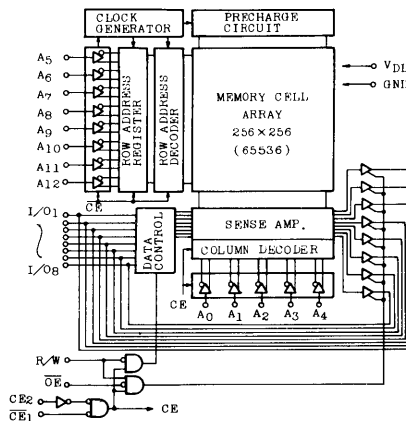 CLOCK GENERATOR
PRECHARGE CIRCUIT
A5
A6
A7
A8
A9
A10
A11
A12
ROW ADDRESS REGISTER
ROW ADDRESS DECODER
MEMORY CELL
ARRAY
256×256
(65536)
VDD
GND
CE
I/O1
I/O8
DATA CONTROL
SENSE AMP.
COLUMN DECODER
CE
A0
A1
A2
A3
A4
R/W
OE
CE2
CE1
CE